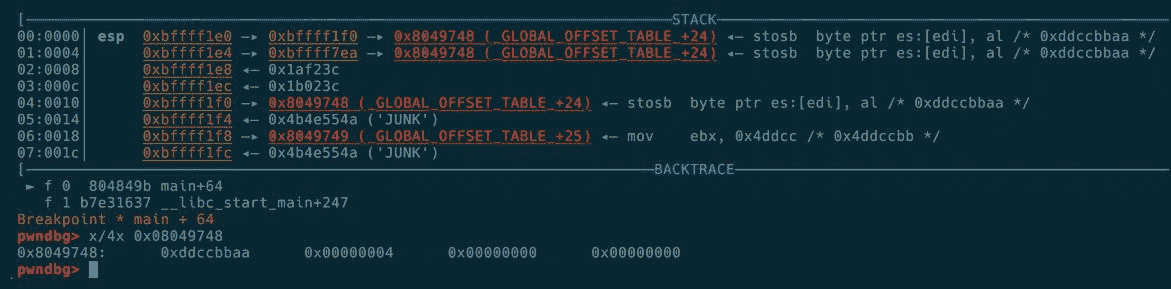 [─STACK─
00:0000│ esp 0xbffff1e0 —▸ 0xbffff1f0 —▸ 0x8049748 (_GLOBAL_OFFSET_TABLE_+24) ◂— stosb byte ptr es:[edi], al /* 0xddccbbaa */
01:0004│ 0xbffff1e4 —▸ 0xbffff7ea —▸ 0x8049748 (_GLOBAL_OFFSET_TABLE_+24) ◂— stosb byte ptr es:[edi], al /* 0xddccbbaa */
02:0008│ 0xbffff1e8 ◂— 0x1af23c
03:000c│ 0xbffff1ec ◂— 0x1b023c
04:0010│ 0xbffff1f0 —▸ 0x8049748 (_GLOBAL_OFFSET_TABLE_+24) ◂— stosb byte ptr es:[edi], al /* 0xddccbbaa */
05:0014│ 0xbffff1f4 ◂— 0x4b4e554a ('JUNK')
06:0018│ 0xbffff1f8 —▸ 0x8049749 (_GLOBAL_OFFSET_TABLE_+25) ◂— mov ebx, 0x4ddcc /* 0x4ddccbb */
07:001c│ 0xbffff1fc ◂— 0x4b4e554a ('JUNK')
[─BACKTRACE─
► f 0 804849b main+64
f 1 b7e31637 __libc_start_main+247
Breakpoint * main + 64
pwndbg> x/4x 0x08049748
0x8049748: 0xddccbbaa 0x00000004 0x00000000 0x00000000
pwndbg>